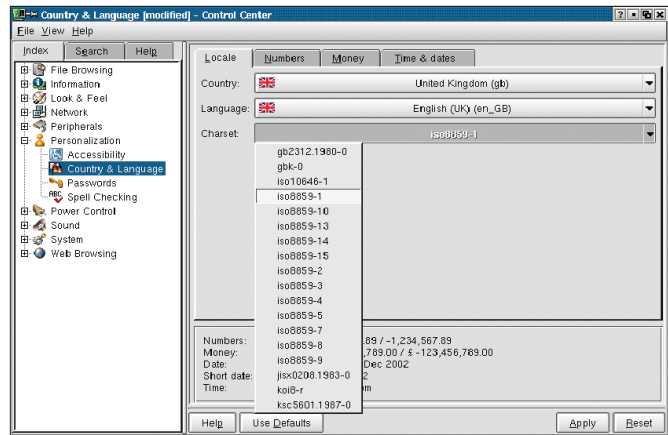 Country & Language [modified] - Control Center
File View Help
Index Search Help
File Browsing
Information
Look & Feel
Network
Peripherals
Personalization
Accessibility
Country & Language
Passwords
Spell Checking
Power Control
Sound
System
Web Browsing
Locale Numbers Money Time & dates
Country: United Kingdom (gb)
Language: English (UK) (en_GB)
Charset: iso8859-1
gb2312.1980-0
gbk-0
iso10646-1
iso8859-1
iso8859-10
iso8859-13
iso8859-14
iso8859-15
iso8859-2
iso8859-3
iso8859-4
iso8859-5
iso8859-7
iso8859-8
iso8859-9
jisx0208.1983-0
koi8-r
ksc5601.1987-0
Numbers: .89 / -1,234,567.89
Money: ,789.00 / £ -123,456,789.00
Date: Dec 2002
Short date: 2
Time:
Help Use Defaults Apply Reset